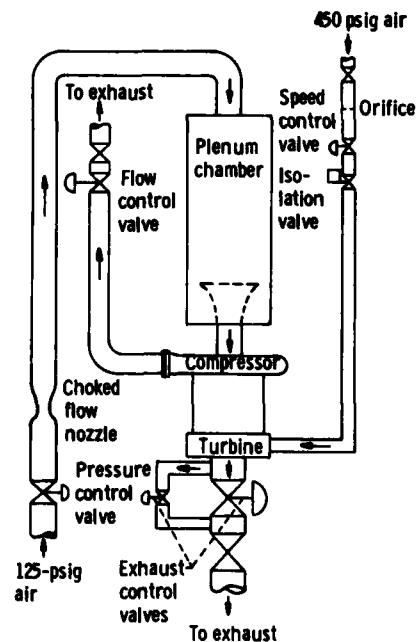 450 psig air
To exhaust
Speed
control
valve
Orifice
Plenum
chamber
Iso-
lation
valve
Flow
control
valve
Compressor
Choked
flow
nozzle
Turbine
Pressure
control
valve
125-psig
air
Exhaust
control
valves
To exhaust